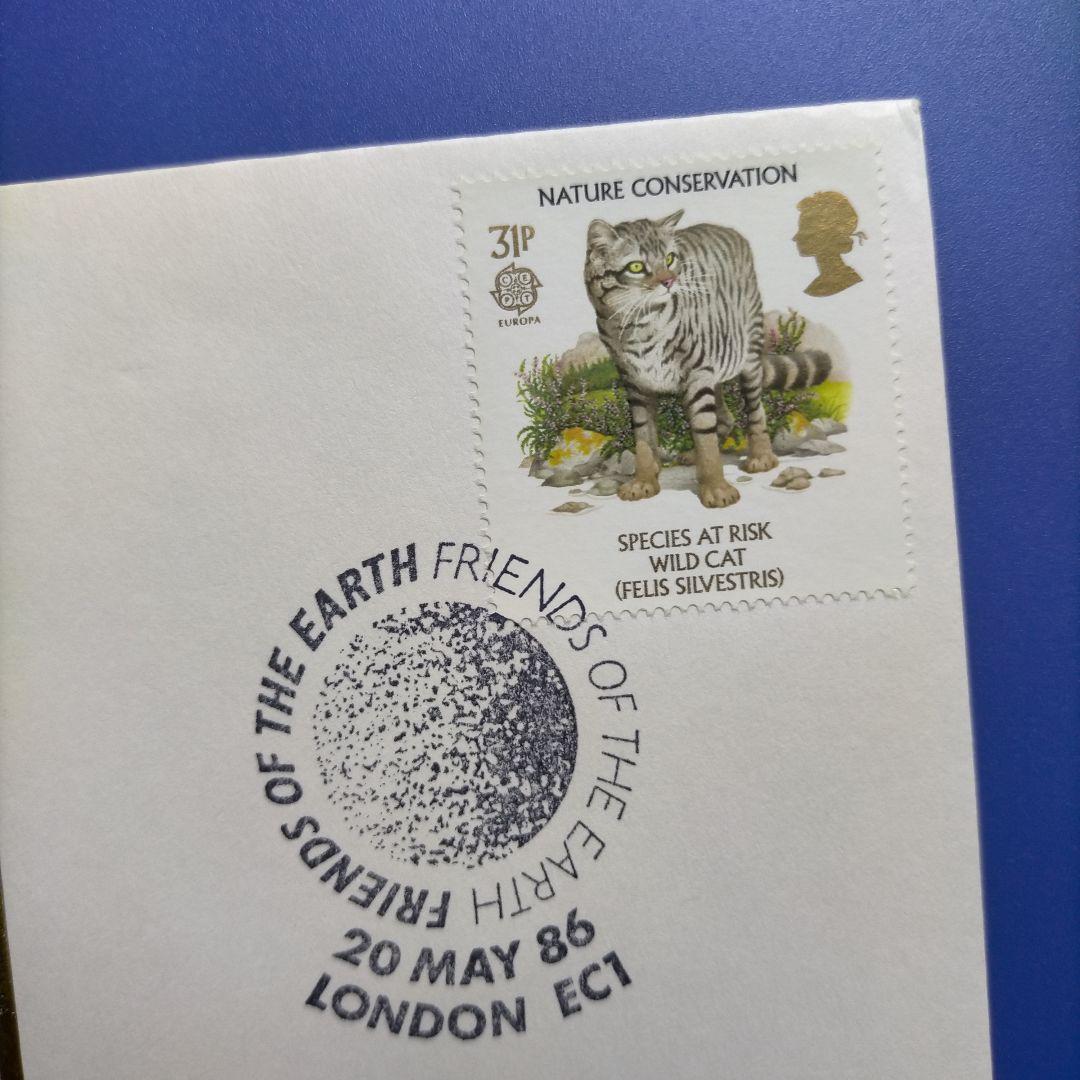 NATURE CONSERVATION
31P
C E
P T
EUROPA
SPECIES AT RISK
WILD CAT
(FELIS SILVESTRIS)
FRIENDS OF THE EARTH FRIENDS OF THE EARTH
20 MAY 86
LONDON EC1